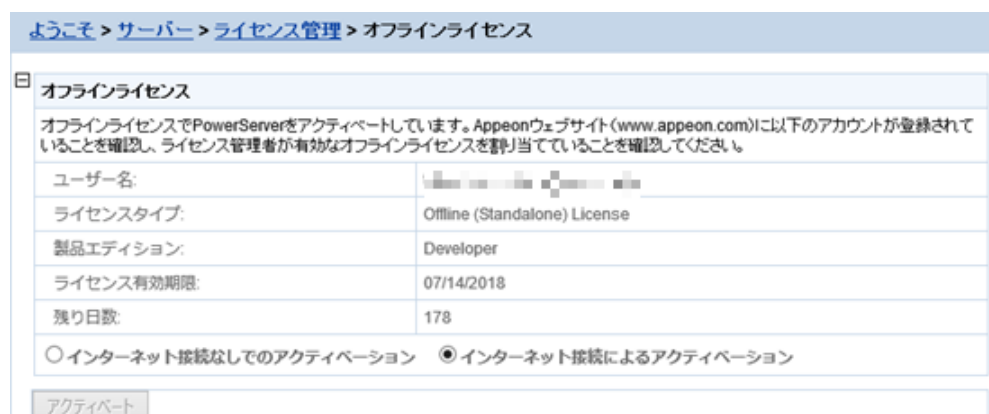 ようこそ > サーバー > ライセンス管理 > オフラインライセンス
オフラインライセンス
オフラインライセンスでPowerServerをアクティベートしています。Appeonウェブサイト(www.appeon.com)に以下のアカウントが登録されて
いることを確認し、ライセンス管理者が有効なオフラインライセンスを割り当てていることを確認してください。
ユーザー名:
ライセンスタイプ: Offline (Standalone) License
製品エディション: Developer
ライセンス有効期限: 07/14/2018
残り日数: 178
インターネット接続なしでのアクティベーション インターネット接続によるアクティベーション
アクティベート